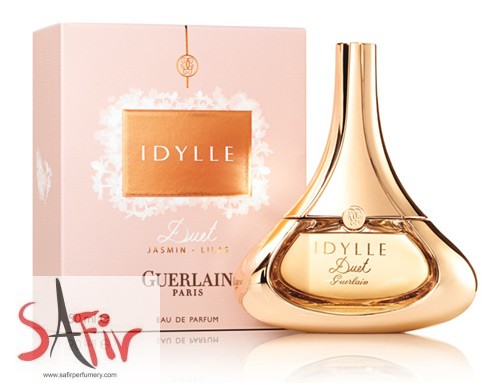 IDYLLE
Duet
JASMIN - LILAS
GUERLAIN
PARIS
EAU DE PARFUM
IDYLLE
Duet
Guerlain
SAFir
www.safirperfumery.com